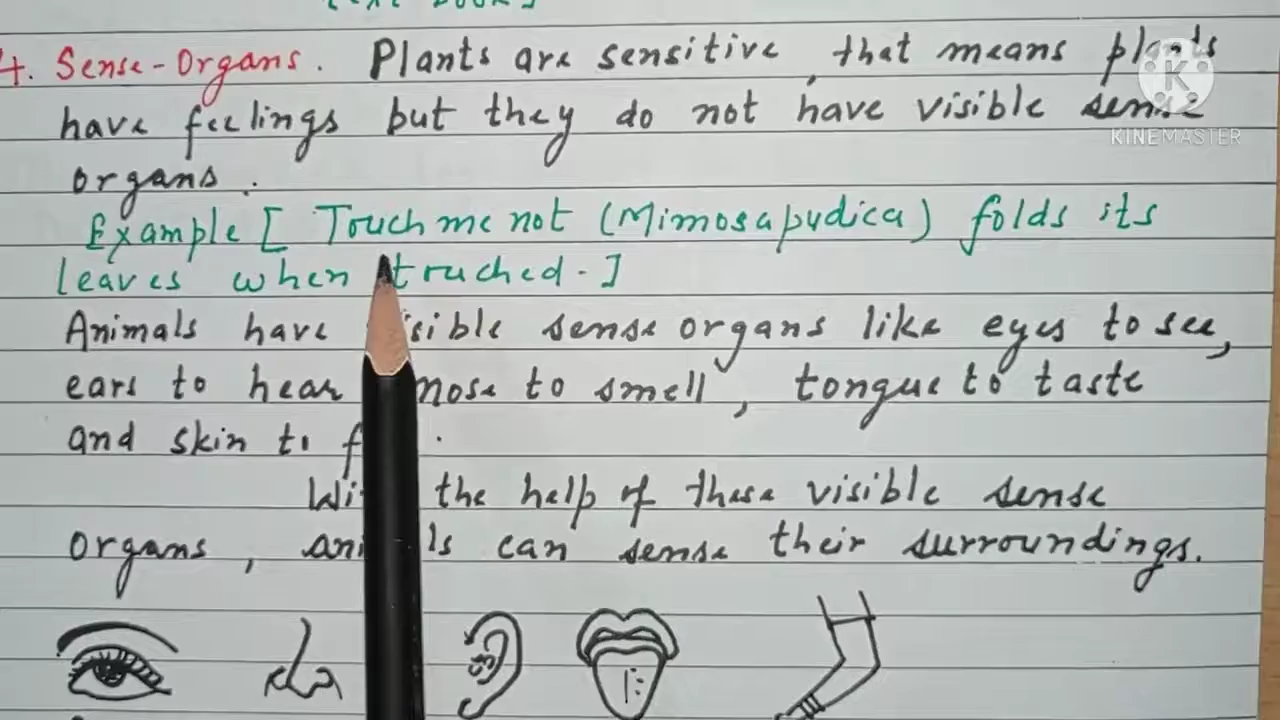 4. Sense-Organs. Plants are sensitive, that means plants
KINEMASTER
have feelings but they do not have visible sense
organs.
Example [ Touch me not (Mimosa pudica) folds its
leaves when touched.]
Animals have visible sense organs like eyes to see,
ears to hear nose to smell, tongue to taste
and skin to
the help of these visible sense
organs, animals can sense their surroundings.